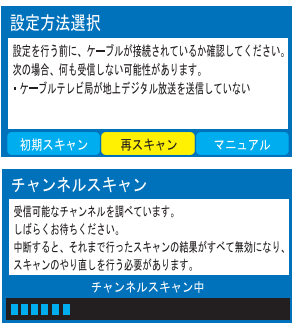 設定方法選択
設定を行う前に、ケーブルが接続されているか確認してください。
次の場合、何も受信しない可能性があります。
・ケーブルテレビ局が地上デジタル放送を送信していない
初期スキャン 再スキャン マニュアル
チャンネルスキャン
受信可能なチャンネルを調べています。
しばらくお待ちください。
中断すると、それまで行ったスキャンの結果がすべて無効になり、
スキャンのやり直しを行う必要があります。
チャンネルスキャン中